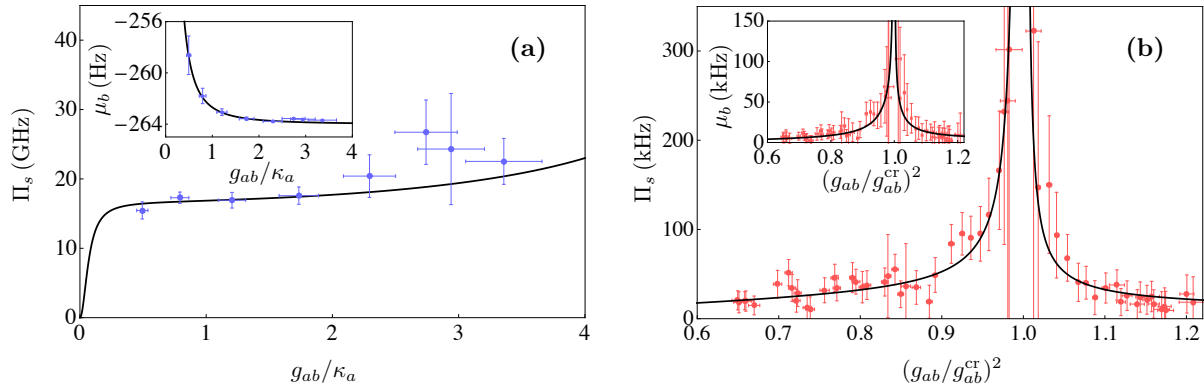 (a)
Π_s (GHz)
40
30
20
10
0
0 1 2 3 4
g_ab/κ_a
μ_b (Hz)
−256
−260
−264
0 1 2 3 4
g_ab/κ_a
(b)
Π_s (kHz)
300
200
100
0
0.6 0.7 0.8 0.9 1.0 1.1 1.2
(g_ab/g_ab^cr)^2
μ_b (kHz)
150
100
50
0
0.6 0.8 1.0 1.2
(g_ab/g_ab^cr)^2